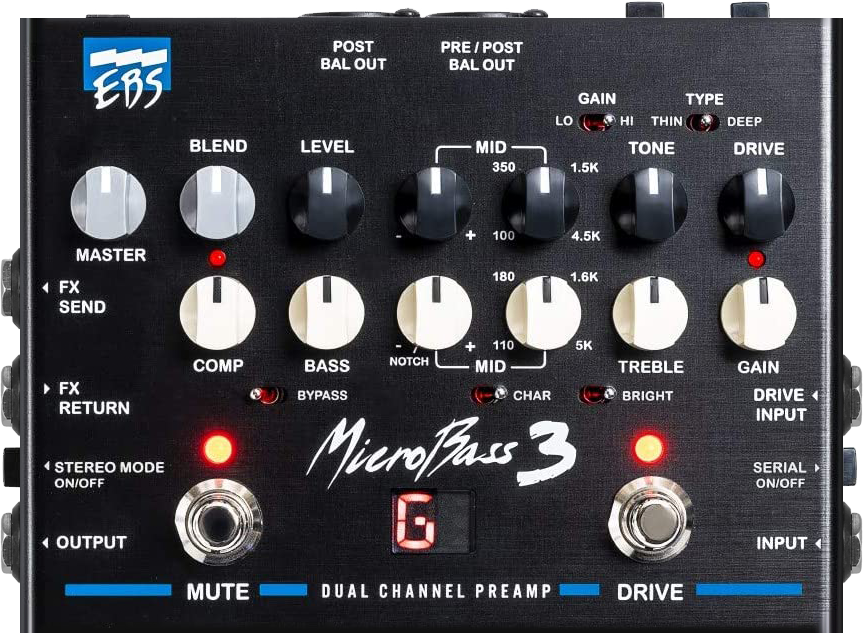 POST
BAL OUT
PRE / POST
BAL OUT
EBS
GAIN
LO HI
TYPE
THIN DEEP
BLEND
LEVEL
MID
350 1.5K
TONE
DRIVE
- +
100 4.5K
MASTER
FX
SEND
180 1.6K
COMP
BASS
- +
NOTCH
110 5K
MID
TREBLE
GAIN
FX
RETURN
BYPASS
CHAR
BRIGHT
DRIVE
INPUT
MicroBass 3
STEREO MODE
ON/OFF
SERIAL
ON/OFF
G
OUTPUT
INPUT
MUTE
DUAL CHANNEL PREAMP
DRIVE